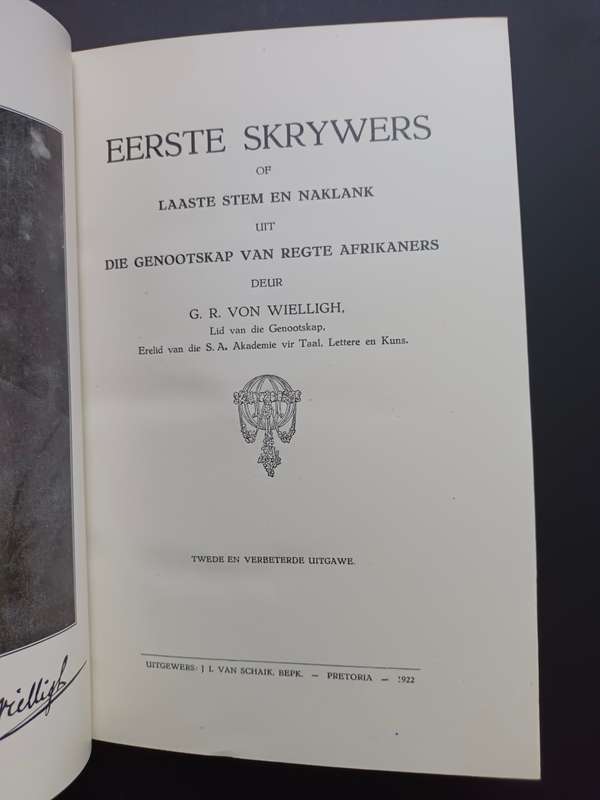 EERSTE SKRYWERS
OF
LAASTE STEM EN NAKLANK
UIT
DIE GENOOTSKAP VAN REGTE AFRIKANERS
DEUR
G. R. VON WIELLIGH,
Lid van die Genootskap.
Erelid van die S. A. Akademie vir Taal, Lettere en Kuns.
TWEDE EN VERBETERDE UITGAWE.
UITGEWERS: J L VAN SCHAIK, BEPK. — PRETORIA — 1922